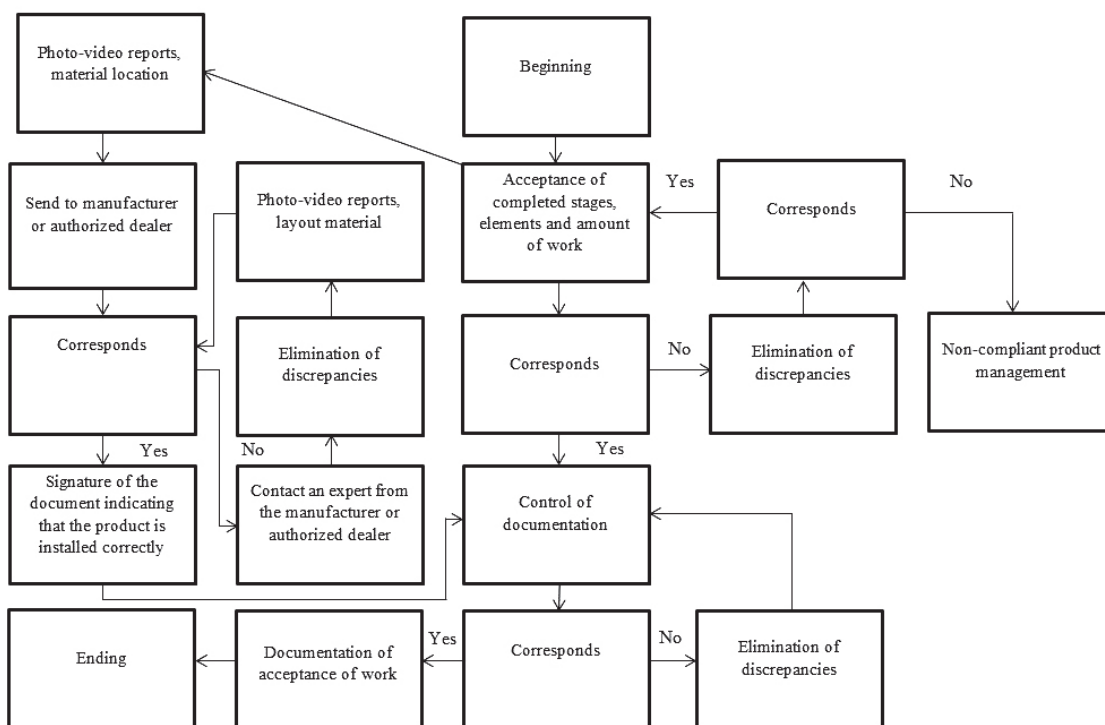 Photo-video reports,
material location
Beginning
Send to manufacturer
or authorized dealer
Photo-video reports,
layout material
Acceptance of
completed stages,
elements and amount
of work
Yes
Corresponds
No
Corresponds
Elimination of
discrepancies
Corresponds
No
Elimination of
discrepancies
Non-compliant product
management
Yes
No
Yes
Signature of the
document indicating
that the product is
installed correctly
Contact an expert from
the manufacturer or
authorized dealer
Control of
documentation
Ending
Documentation of
acceptance of work
Yes
Corresponds
No
Elimination of
discrepancies